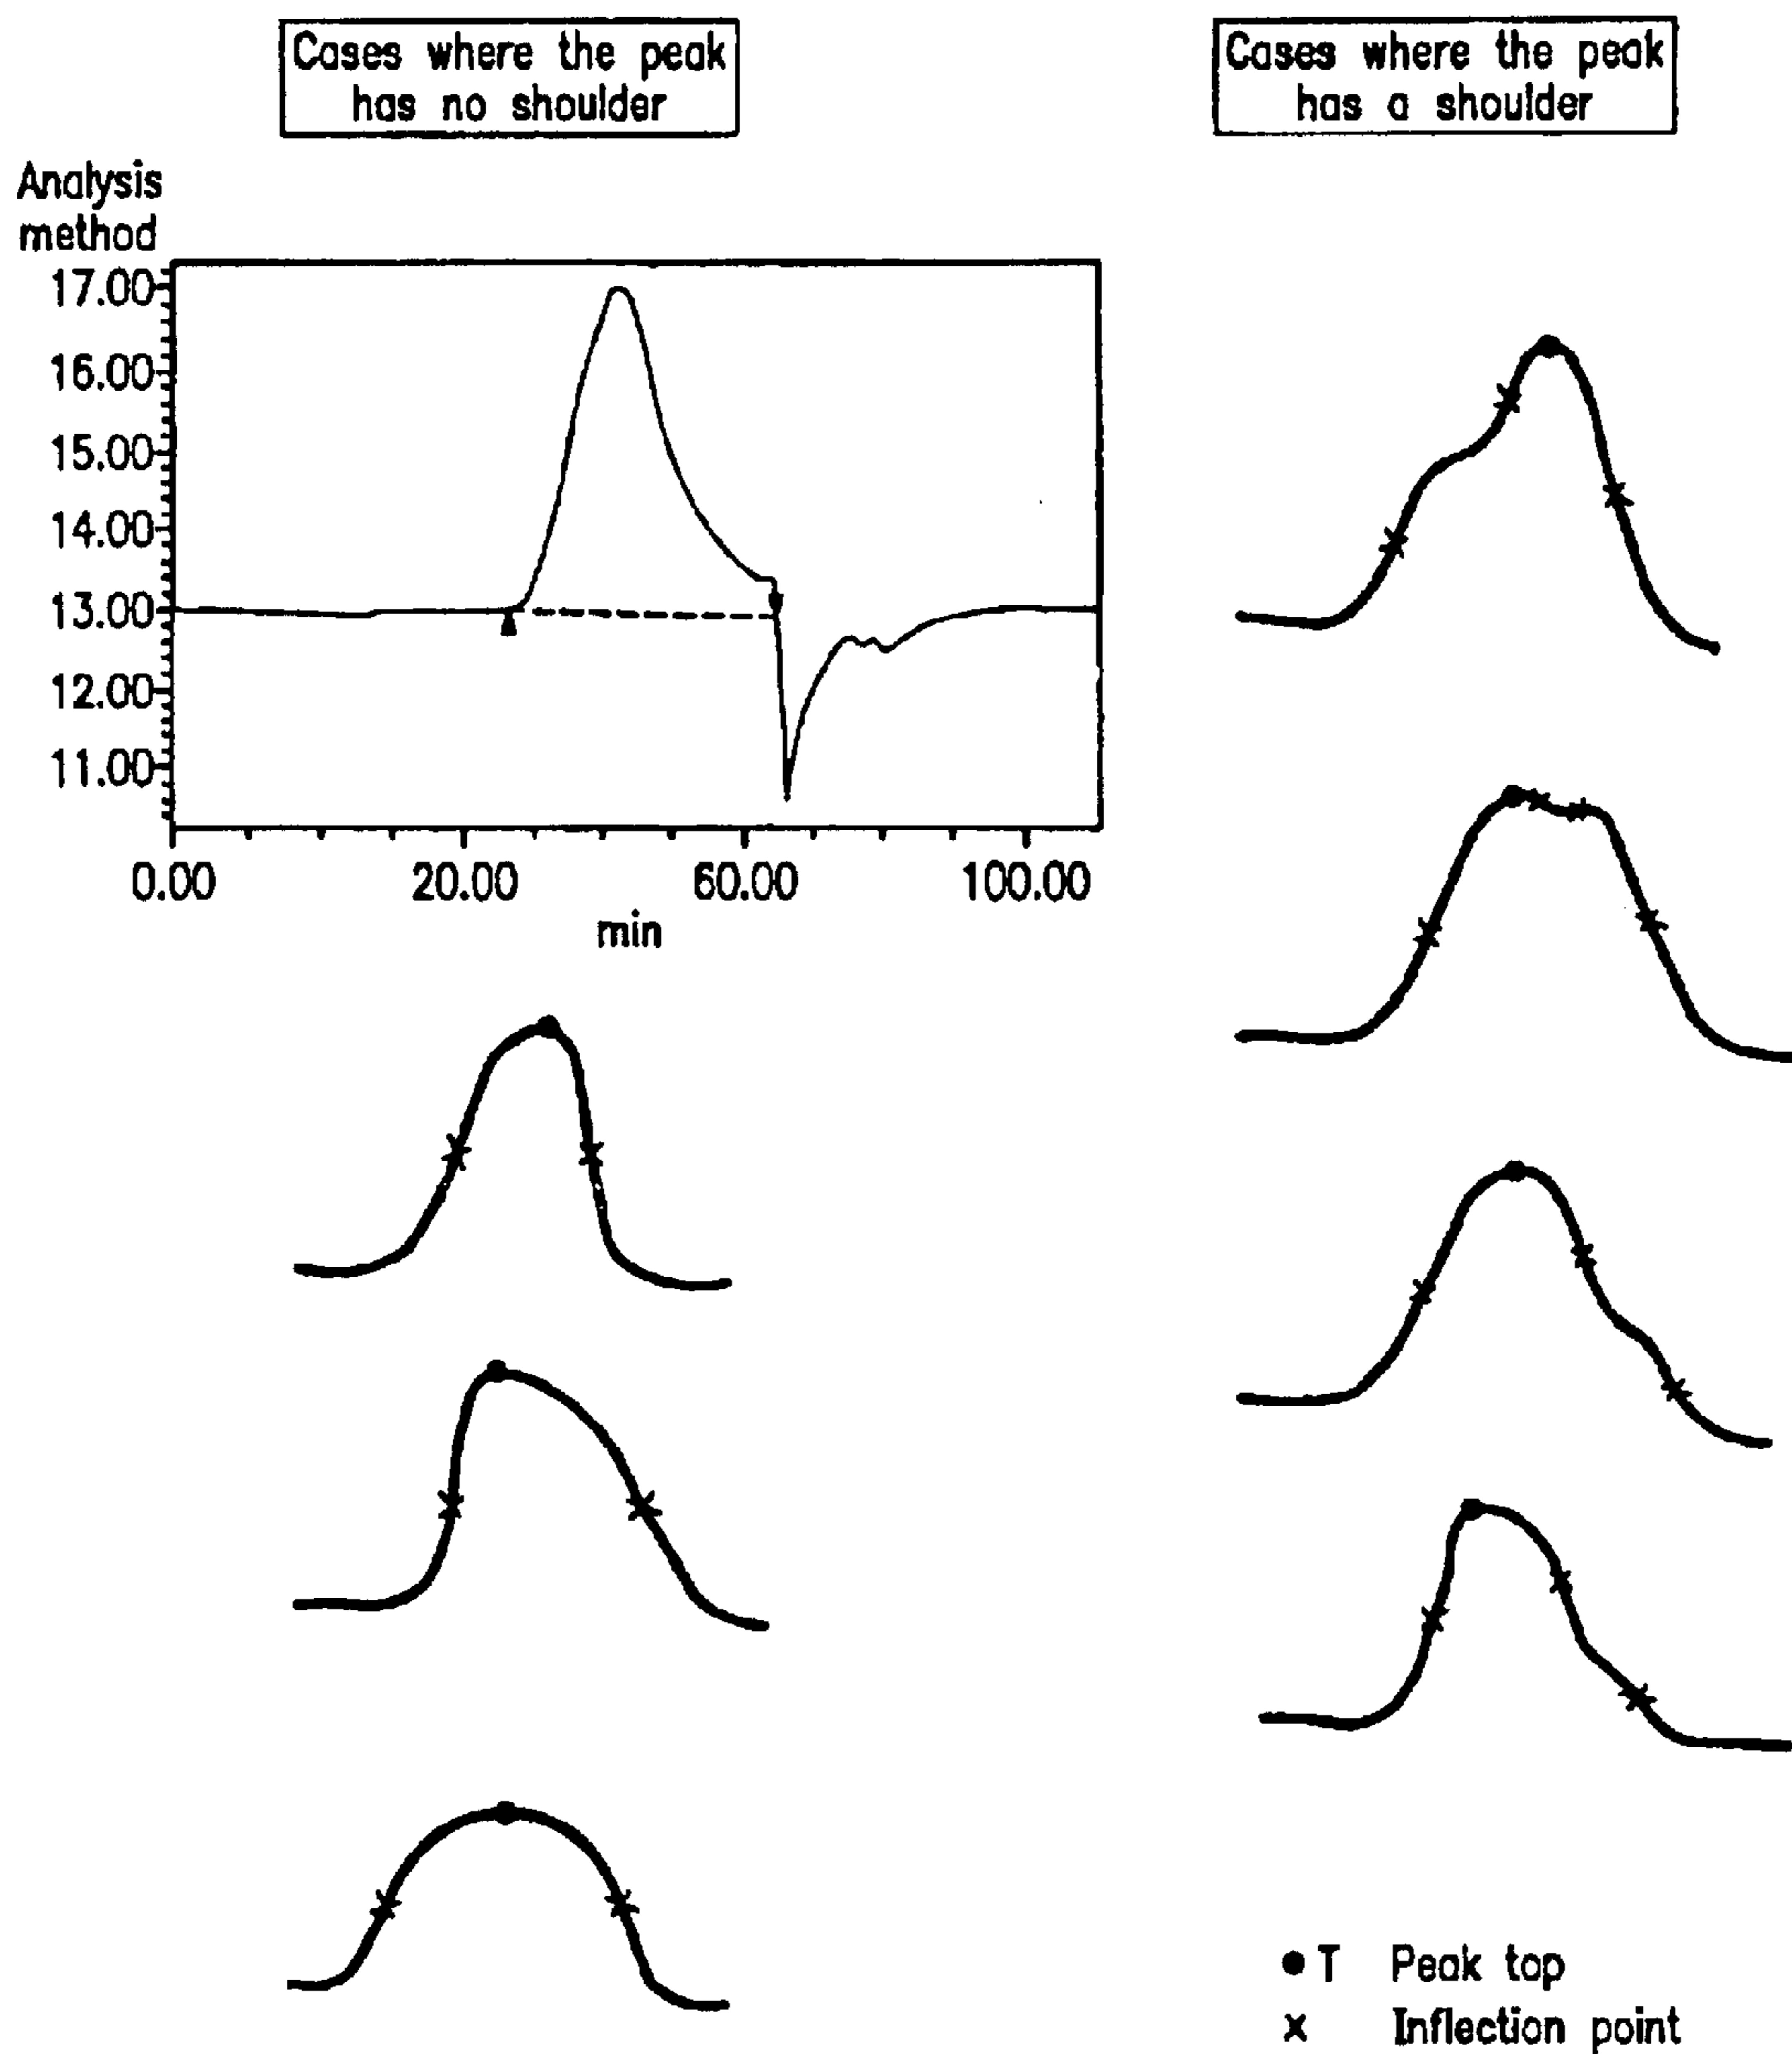 Cases where the peak
has no shoulder
Cases where the peak
has a shoulder
Analysis
method
17.00
16.00
15.00
14.00
13.00
12.00
11.00
0.00 20.00 60.00 100.00
min
T Peak top
x Inflection point